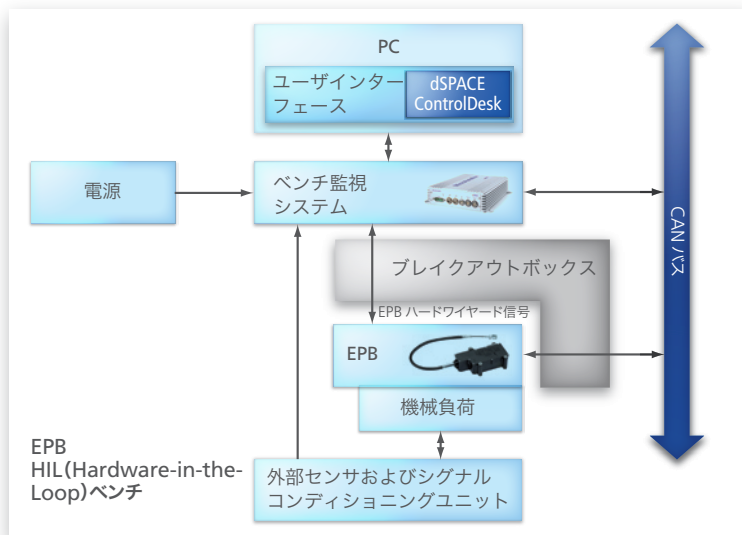 PC
ユーザインター
フェース
dSPACE
ControlDesk
電源
ベンチ監視
システム
CAN バス
ブレイクアウトボックス
EPB ハードワイヤード信号
EPB
機械負荷
外部センサおよびシグナル
コンディショニングユニット
EPB
HIL(Hardware-in-the-
Loop)ベンチ